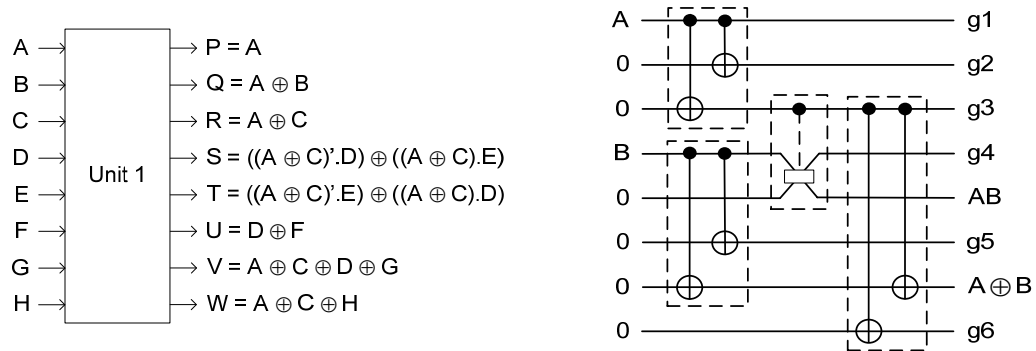 A
B
C
D
E
F
G
H
Unit 1
P = A
Q = A ⊕ B
R = A ⊕ C
S = ((A ⊕ C)'.D) ⊕ ((A ⊕ C).E)
T = ((A ⊕ C)'.E) ⊕ ((A ⊕ C).D)
U = D ⊕ F
V = A ⊕ C ⊕ D ⊕ G
W = A ⊕ C ⊕ H
A g1
0 g2
0 g3
B g4
0 AB
0 g5
0 A ⊕ B
0 g6